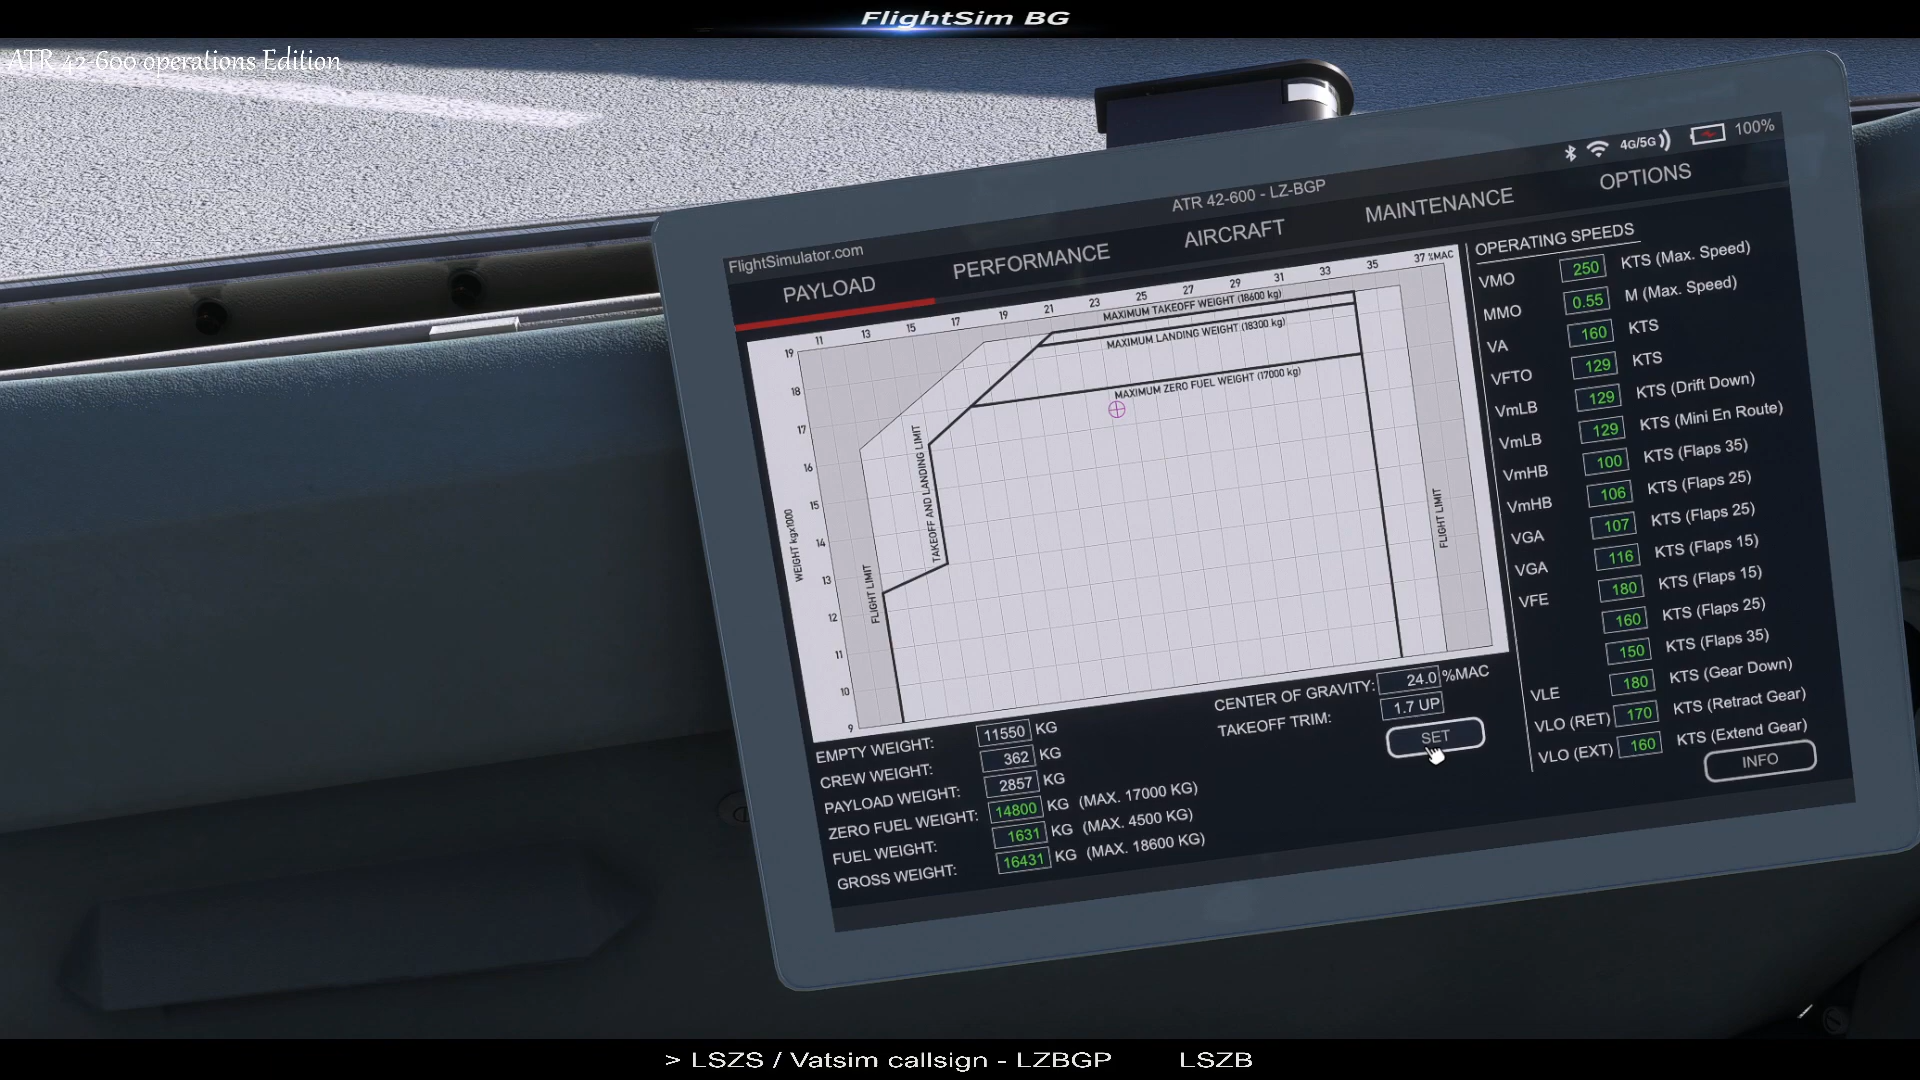 FlightSim BG
ATR 42-600 operations Edition
4G/5G 100%
ATR 42-600 - LZ-BGP
FlightSimulator.com
PAYLOAD PERFORMANCE AIRCRAFT MAINTENANCE OPTIONS
11 13 15 17 19 21 23 25 27 29 31 33 35 37 %MAC
19
18
17
16
15
14
13
12
11
10
9
WEIGHT kgx1000
MAXIMUM TAKEOFF WEIGHT (18600 kg)
MAXIMUM LANDING WEIGHT (18300 kg)
MAXIMUM ZERO FUEL WEIGHT (17000 kg)
TAKEOFF AND LANDING LIMIT
FLIGHT LIMIT
FLIGHT LIMIT
EMPTY WEIGHT: 11550 KG
CREW WEIGHT: 362 KG
PAYLOAD WEIGHT: 2857 KG
ZERO FUEL WEIGHT: 14800 KG (MAX. 17000 KG)
FUEL WEIGHT: 1631 KG (MAX. 4500 KG)
GROSS WEIGHT: 16431 KG (MAX. 18600 KG)
CENTER OF GRAVITY: 24.0 %MAC
TAKEOFF TRIM: 1.7 UP
SET
OPERATING SPEEDS
VMO 250 KTS (Max. Speed)
MMO 0.55 M (Max. Speed)
VA 160 KTS
VFTO 129 KTS
VmLB 129 KTS (Drift Down)
VmLB 129 KTS (Mini En Route)
VmHB 100 KTS (Flaps 35)
VmHB 106 KTS (Flaps 25)
VGA 107 KTS (Flaps 25)
VGA 116 KTS (Flaps 15)
VFE 180 KTS (Flaps 15)
160 KTS (Flaps 25)
150 KTS (Flaps 35)
VLE 180 KTS (Gear Down)
VLO (RET) 170 KTS (Retract Gear)
VLO (EXT) 160 KTS (Extend Gear)
INFO
> LSZS / Vatsim callsign - LZBGP LSZB